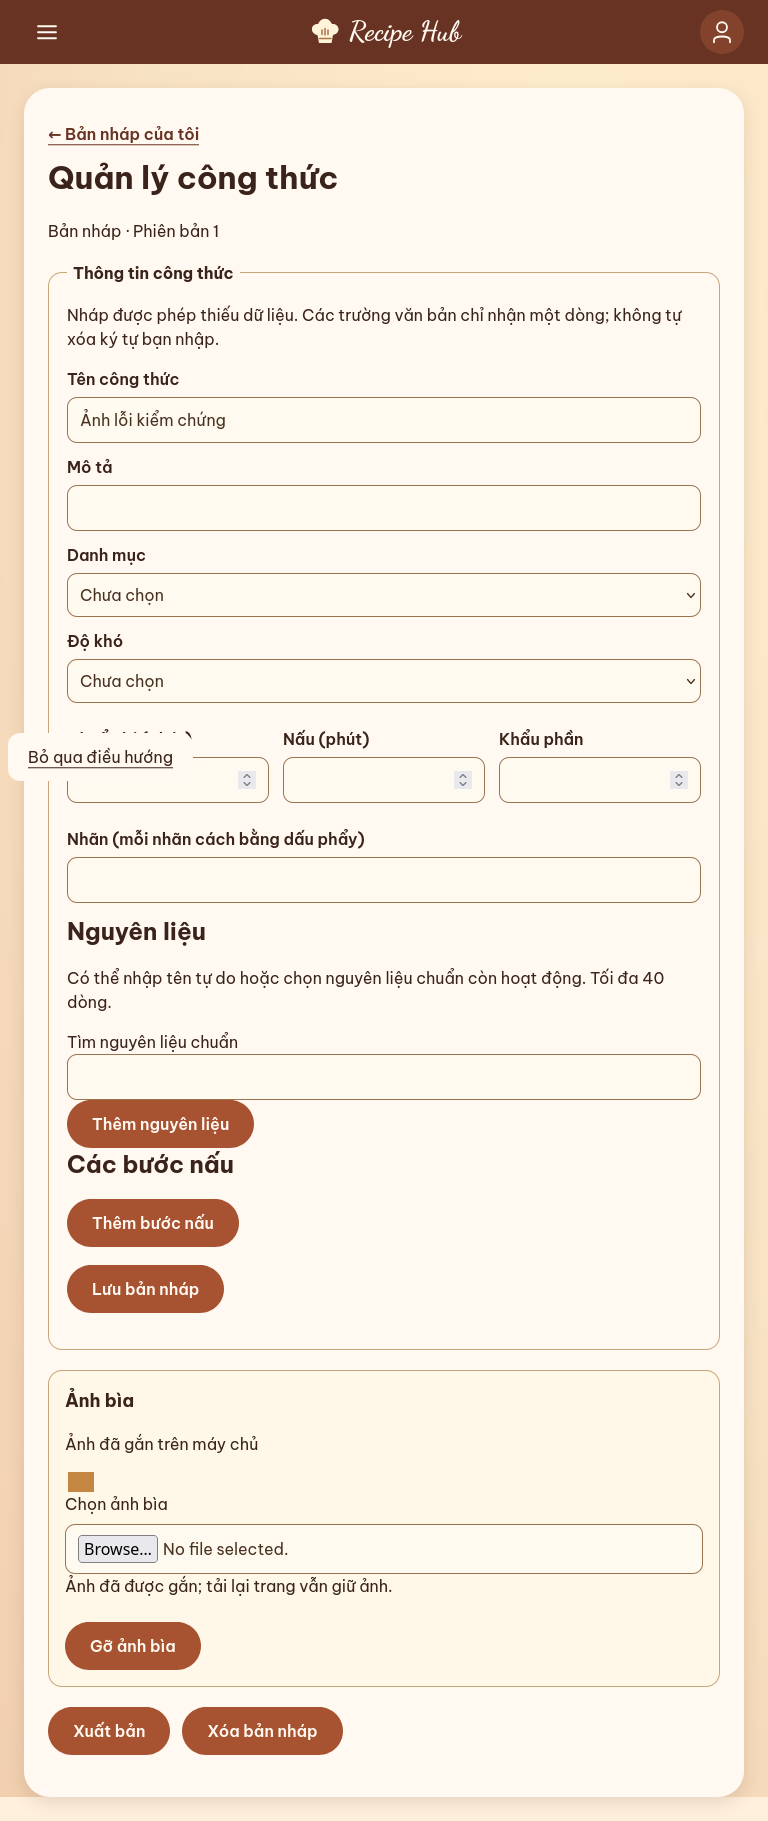 Recipe Hub
← Bản nháp của tôi
Quản lý công thức
Bản nháp · Phiên bản 1
Thông tin công thức
Nháp được phép thiếu dữ liệu. Các trường văn bản chỉ nhận một dòng; không tự
xóa ký tự bạn nhập.
Tên công thức
Ảnh lỗi kiểm chứng
Mô tả
Danh mục
Chưa chọn
Độ khó
Chưa chọn
Nấu (phút)
Khẩu phần
Bỏ qua điều hướng
Nhãn (mỗi nhãn cách bằng dấu phẩy)
Nguyên liệu
Có thể nhập tên tự do hoặc chọn nguyên liệu chuẩn còn hoạt động. Tối đa 40
dòng.
Tìm nguyên liệu chuẩn
Thêm nguyên liệu
Các bước nấu
Thêm bước nấu
Lưu bản nháp
Ảnh bìa
Ảnh đã gắn trên máy chủ
Chọn ảnh bìa
Browse... No file selected.
Ảnh đã được gắn; tải lại trang vẫn giữ ảnh.
Gỡ ảnh bìa
Xuất bản
Xóa bản nháp